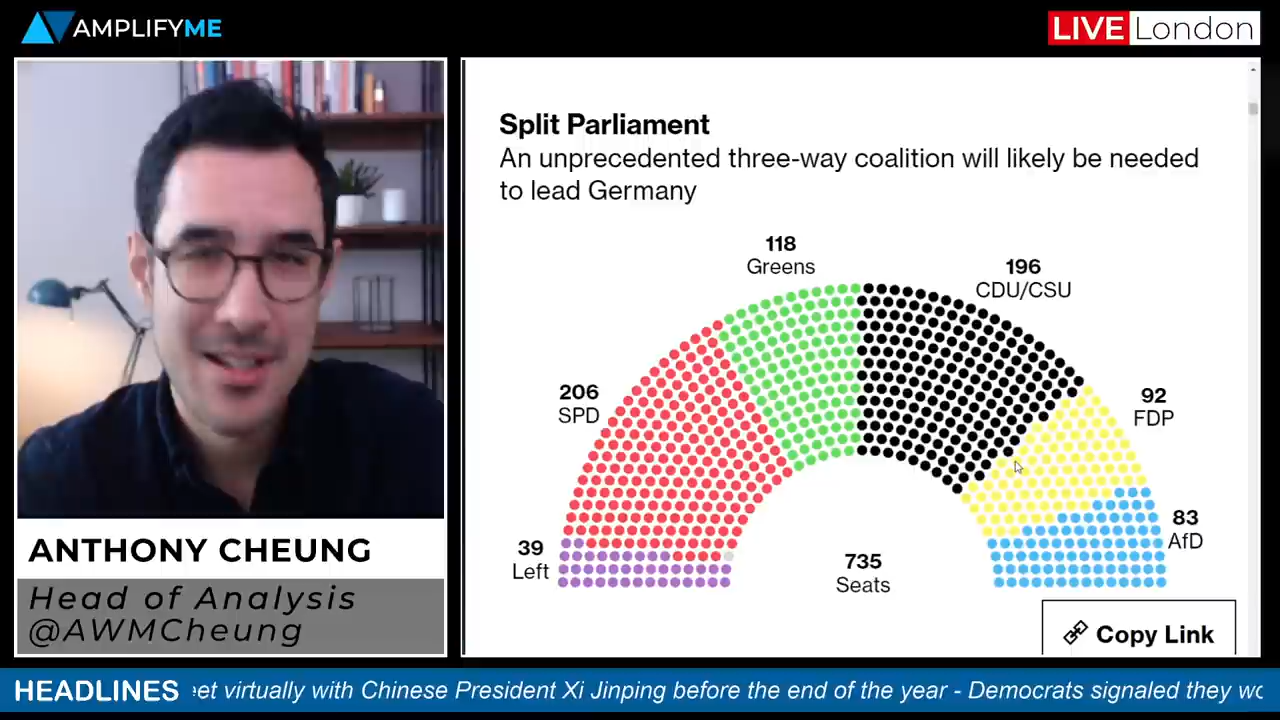 AMPLIFYME
LIVE London
Split Parliament
An unprecedented three-way coalition will likely be needed
to lead Germany
118
Greens
196
CDU/CSU
206
SPD
92
FDP
39
Left
735
Seats
83
AfD
Copy Link
ANTHONY CHEUNG
Head of Analysis
@AWMCheung
HEADLINES virtually with Chinese President Xi Jinping before the end of the year - Democrats signaled they